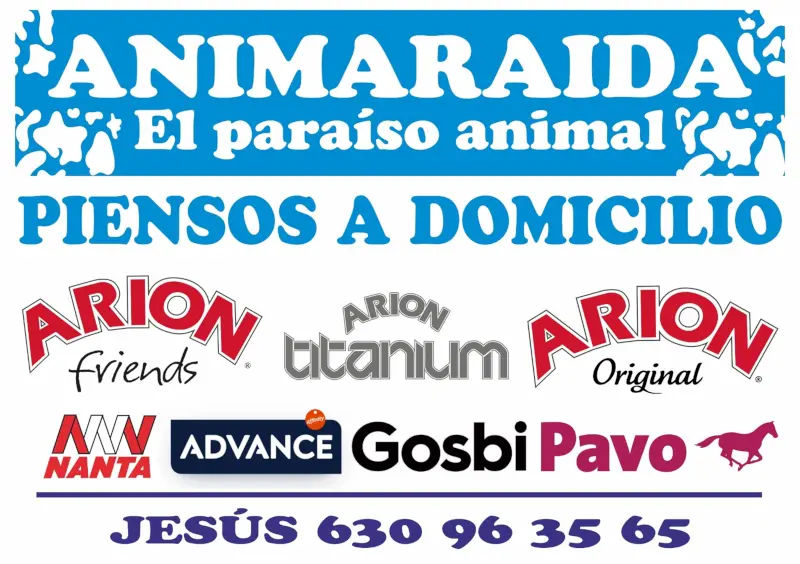 ANIMARAIDA
El paraíso animal
PIENSOS A DOMICILIO
ARION friends®
ARION titanium
ARION Original®
NANTA
affinity ADVANCE
Gosbi
Pavo
JESÚS 630 96 35 65